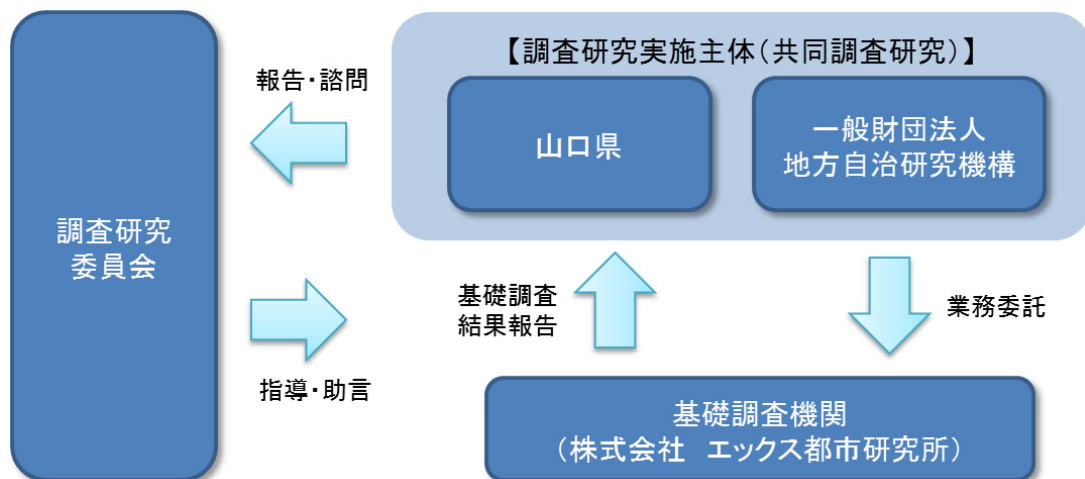 【調査研究実施主体(共同調査研究)】
報告・諮問
山口県
一般財団法人
地方自治研究機構
調査研究
委員会
基礎調査
結果報告
業務委託
指導・助言
基礎調査機関
（株式会社　エックス都市研究所）